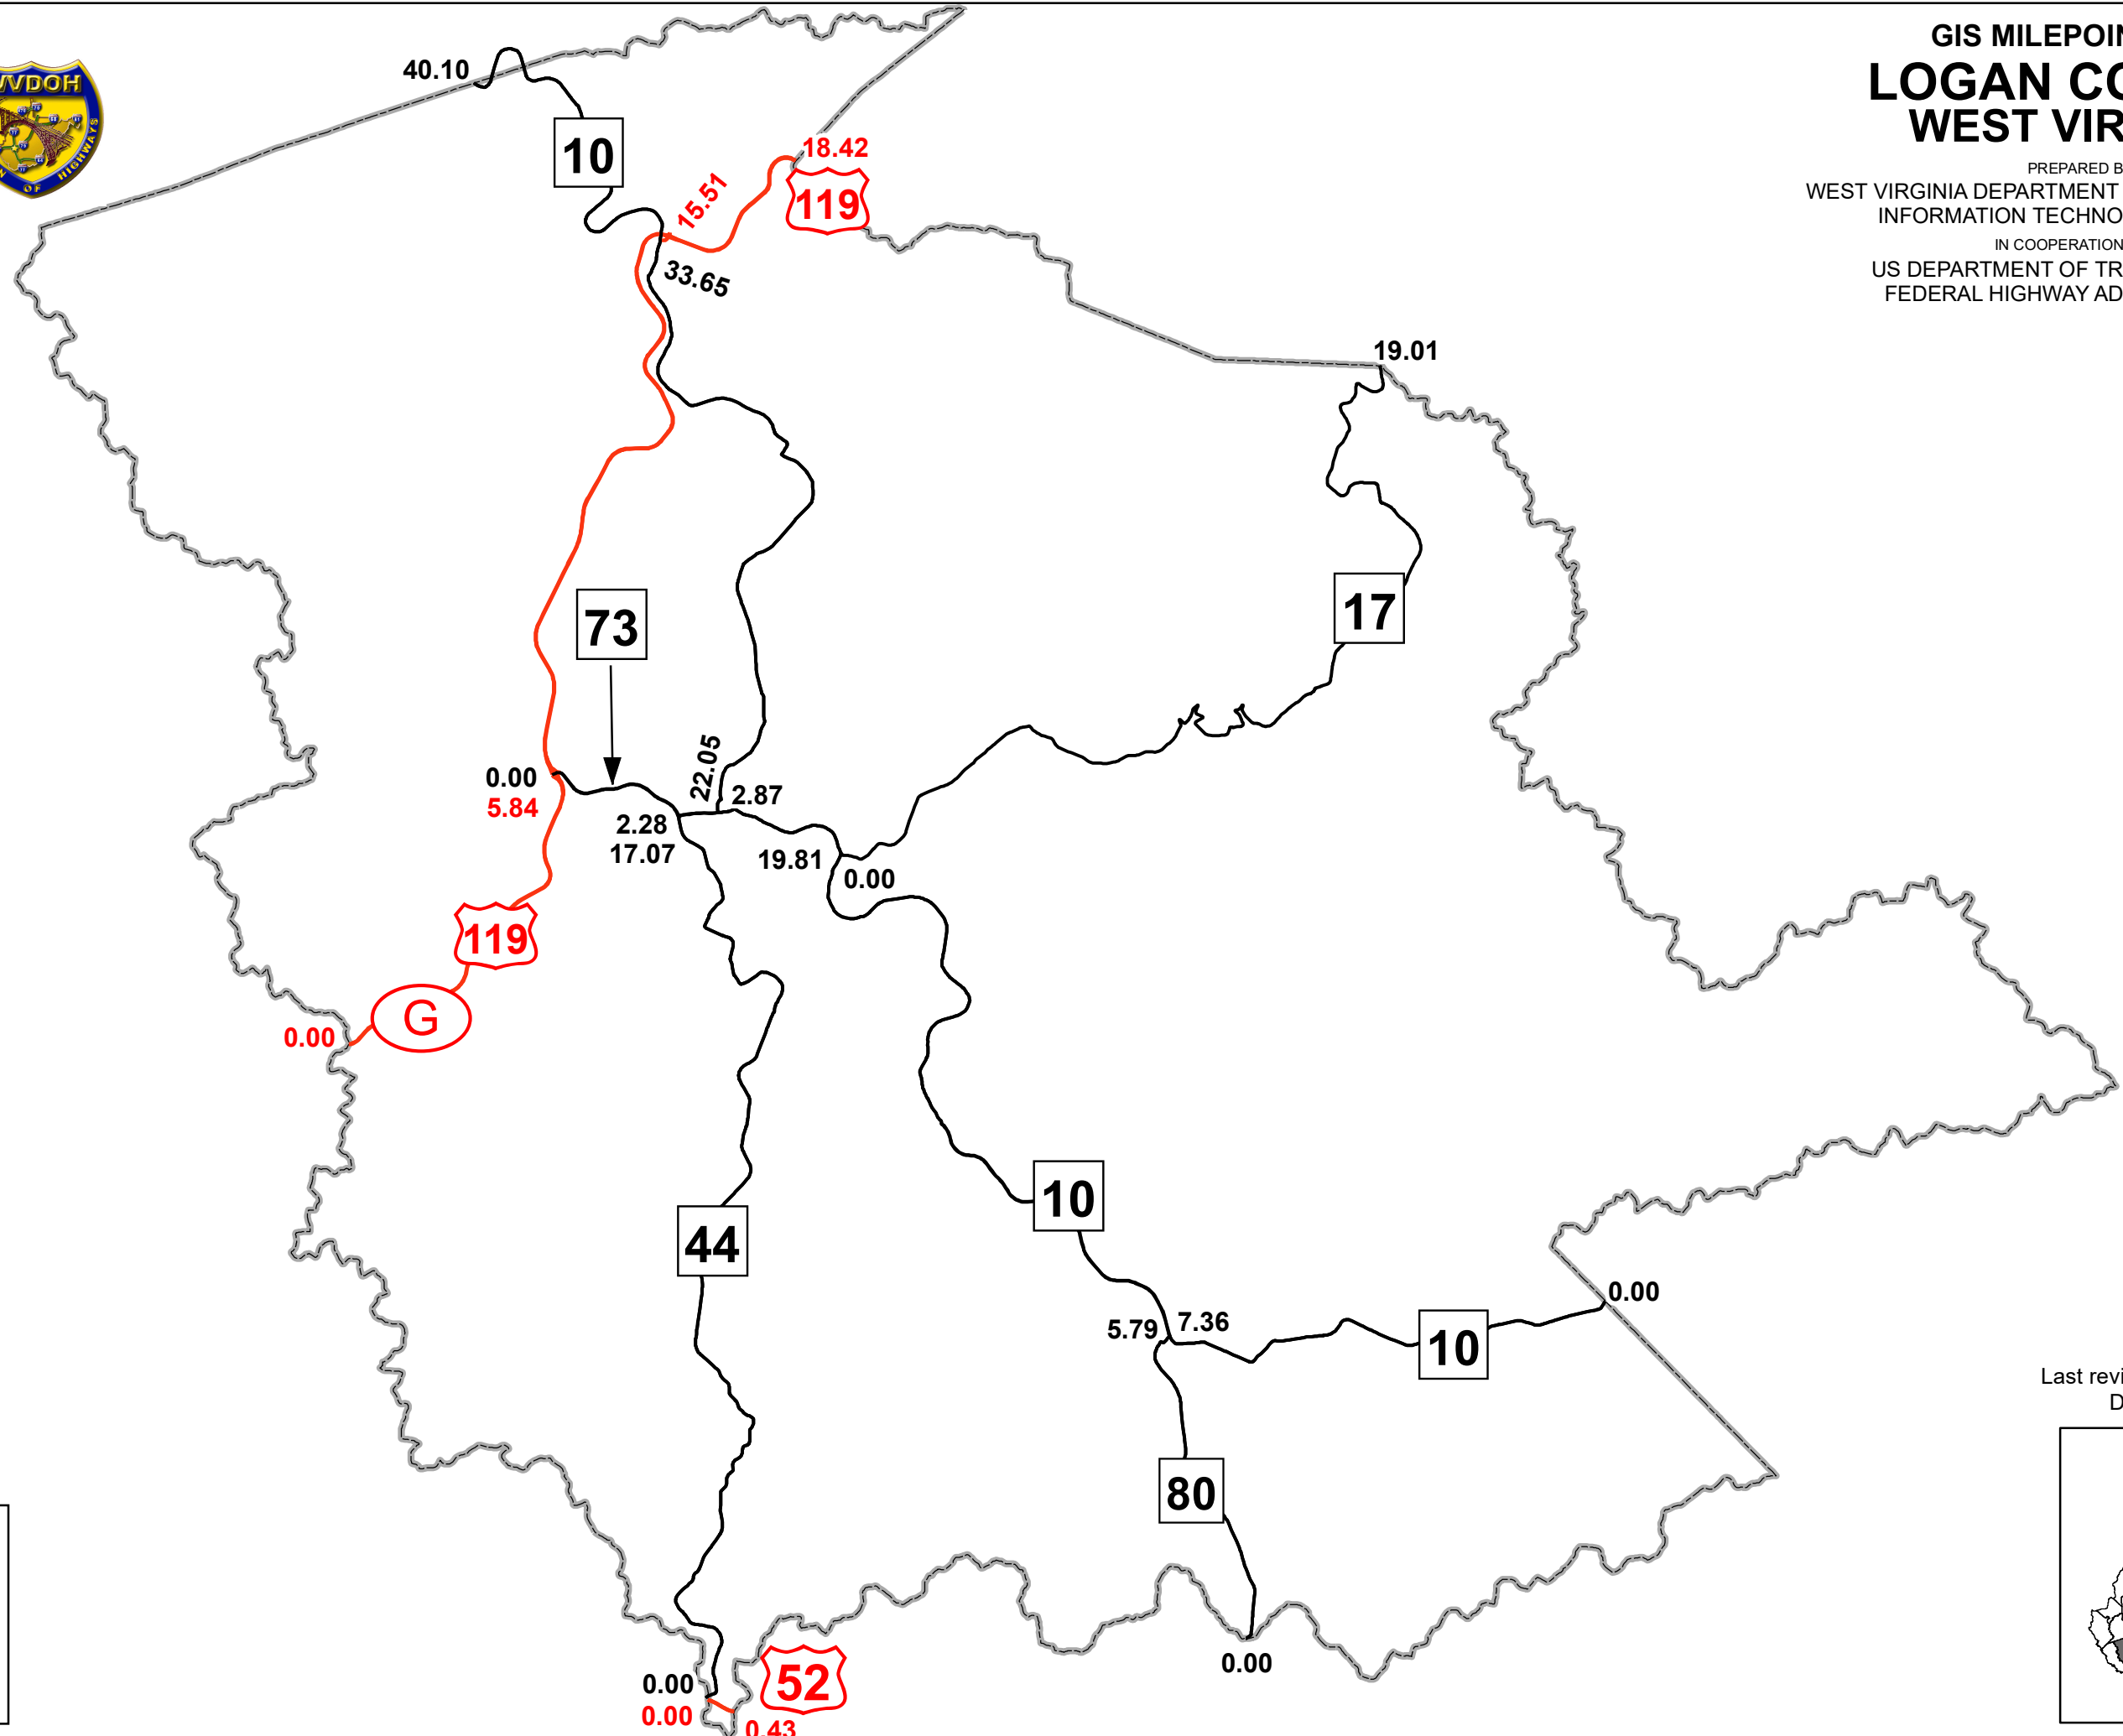 GIS MILEPOIN
LOGAN CO
WEST VIR
PREPARED B
WEST VIRGINIA DEPARTMENT
INFORMATION TECHNO
IN COOPERATION
US DEPARTMENT OF TR
FEDERAL HIGHWAY AD
WVDOH
OF HIGHWAYS
40.10
10
18.42
119
15.51
33.65
19.01
17
73
22.05
0.00
5.84
2.87
2.28
17.07
19.81
0.00
119
G
0.00
10
44
0.00
5.79
7.36
10
Last revi
D
80
0.00
52
0.00
0.00
0.43